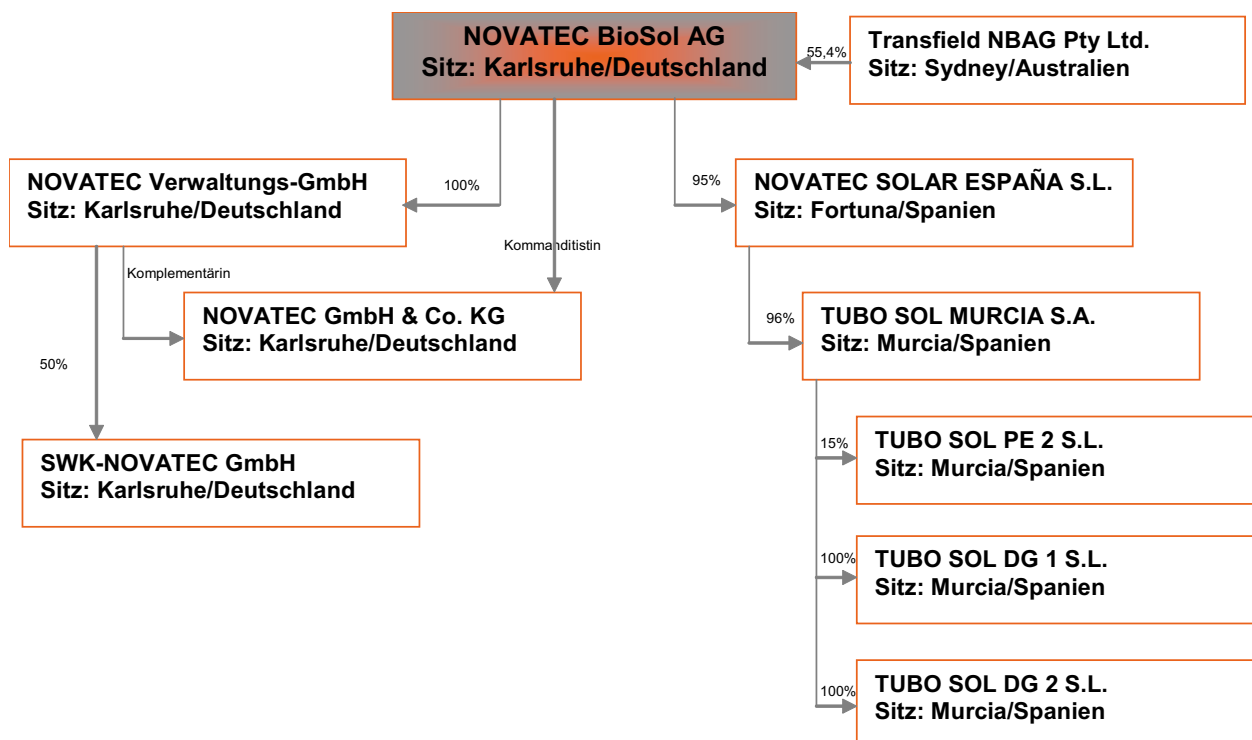 NOVATEC BioSol AG
Sitz: Karlsruhe/Deutschland
55,4%
Transfield NBAG Pty Ltd.
Sitz: Sydney/Australien
NOVATEC Verwaltungs-GmbH
Sitz: Karlsruhe/Deutschland
100%
95%
NOVATEC SOLAR ESPAÑA S.L.
Sitz: Fortuna/Spanien
Kommanditistin
Komplementärin
NOVATEC GmbH & Co. KG
Sitz: Karlsruhe/Deutschland
96%
TUBO SOL MURCIA S.A.
Sitz: Murcia/Spanien
50%
SWK-NOVATEC GmbH
Sitz: Karlsruhe/Deutschland
15%
TUBO SOL PE 2 S.L.
Sitz: Murcia/Spanien
100%
TUBO SOL DG 1 S.L.
Sitz: Murcia/Spanien
100%
TUBO SOL DG 2 S.L.
Sitz: Murcia/Spanien